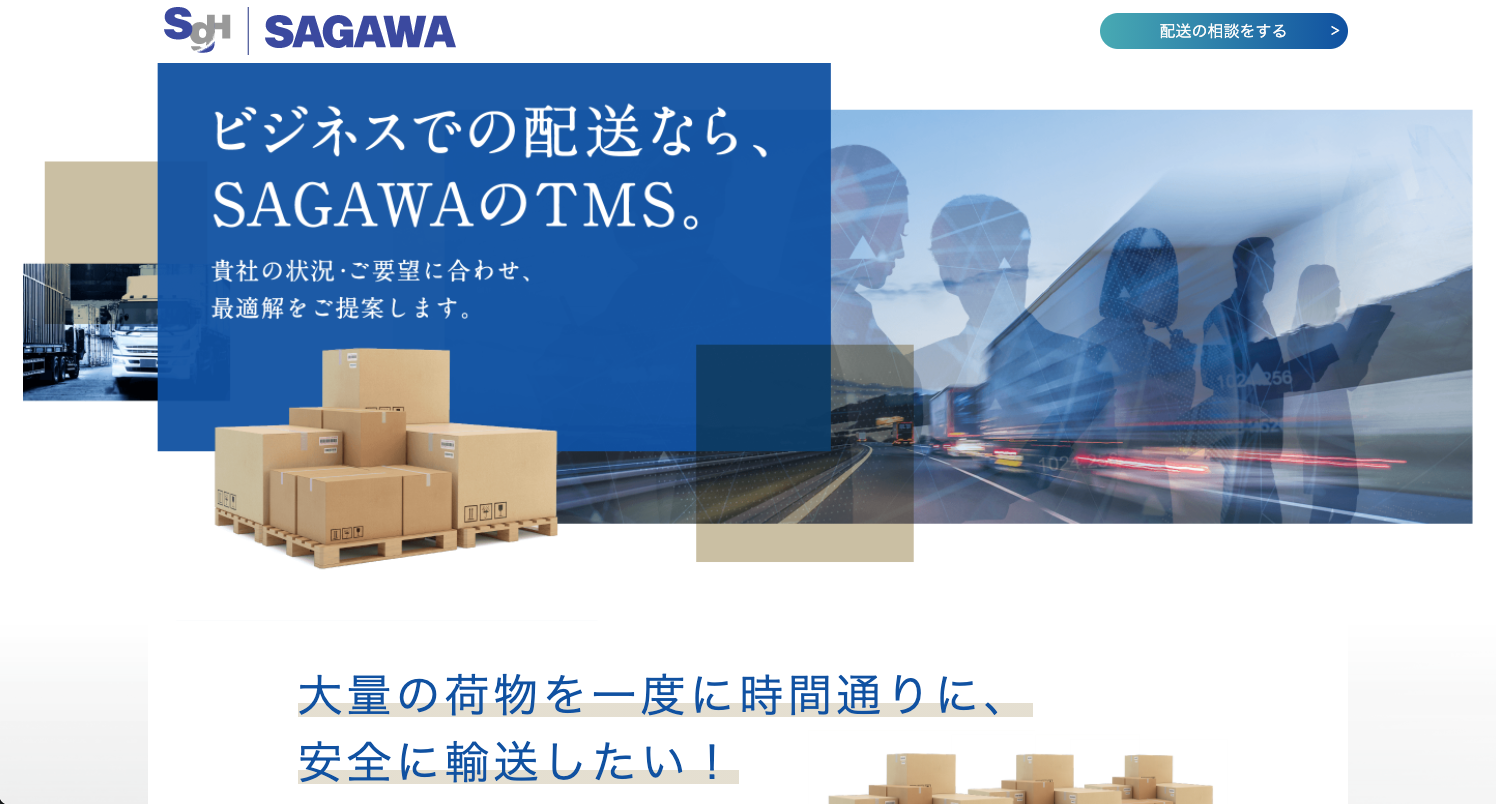 SGH SAGAWA
配送の相談をする >
ビジネスでの配送なら、
SAGAWAのTMS。
貴社の状況・ご要望に合わせ、
最適解をご提案します。
大量の荷物を一度に時間通りに、
安全に輸送したい！